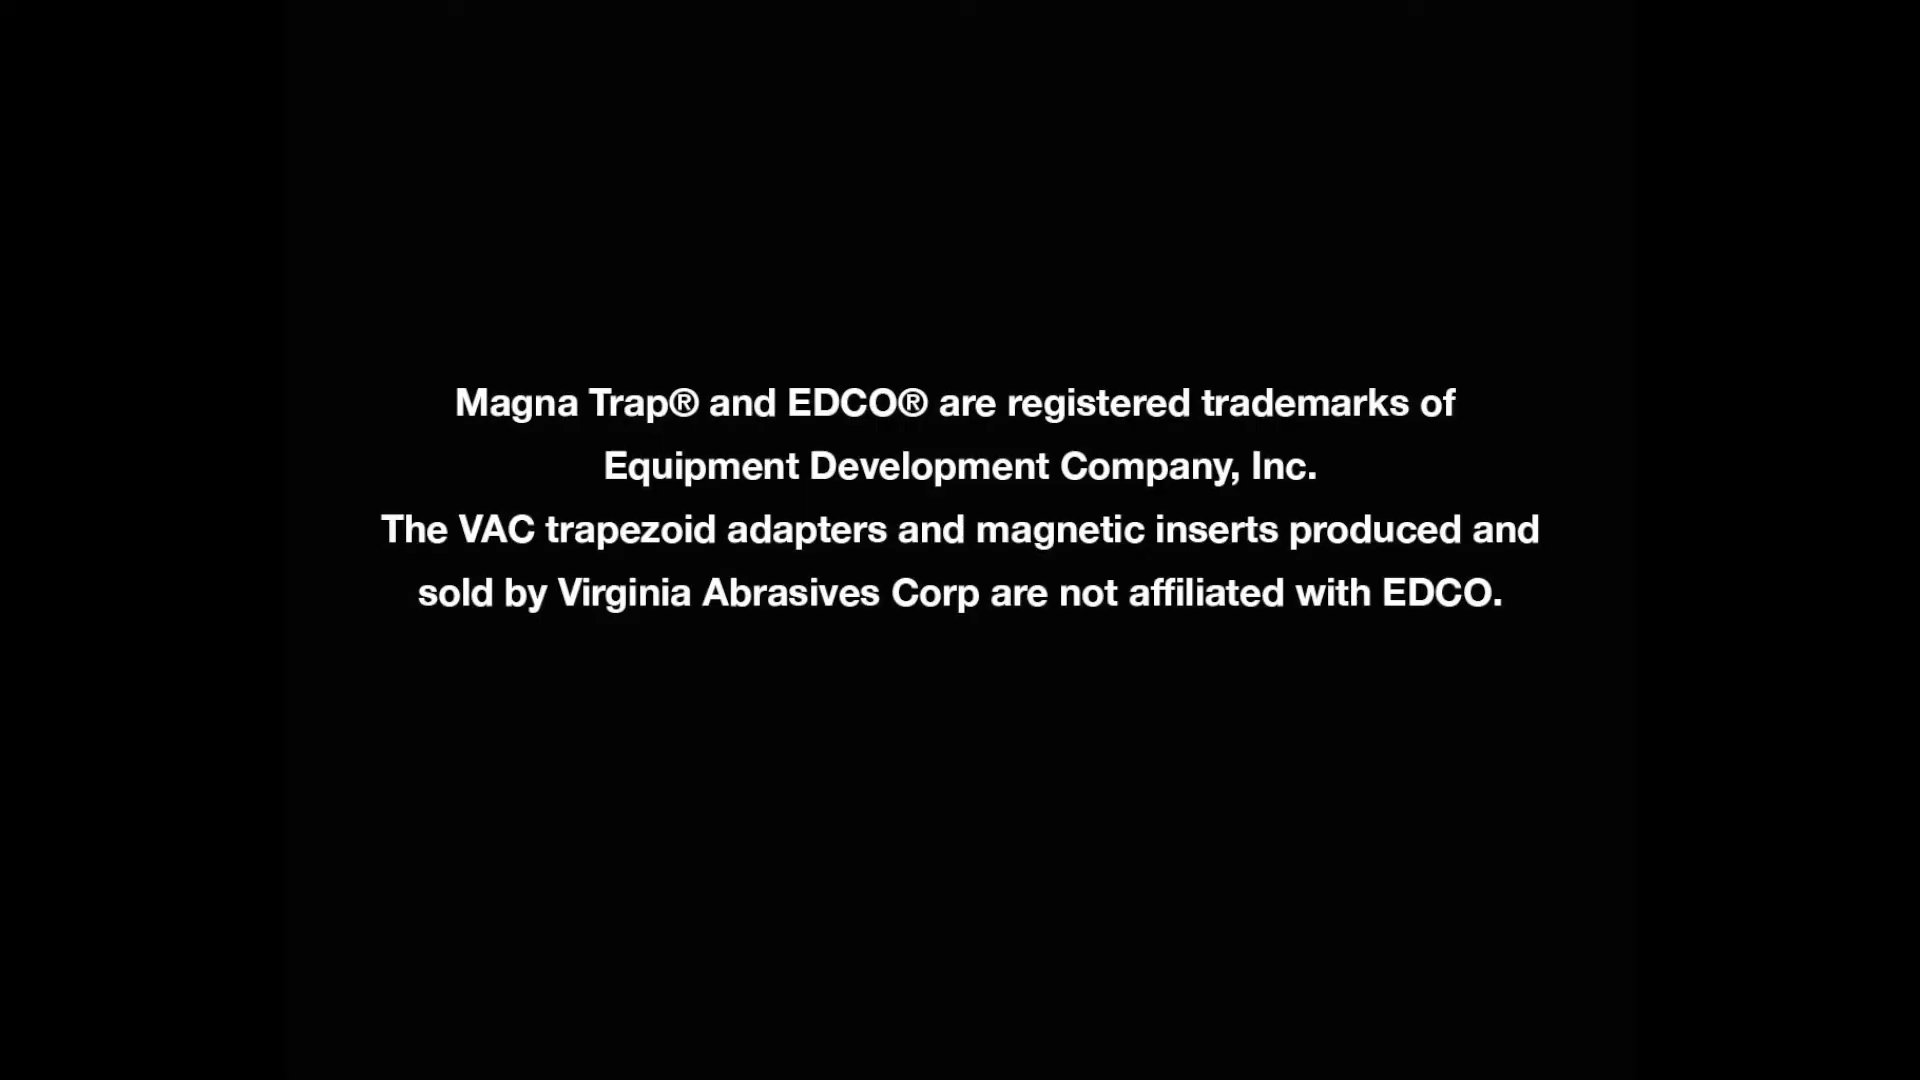 Magna Trap® and EDCO® are registered trademarks of
Equipment Development Company, Inc.
The VAC trapezoid adapters and magnetic inserts produced and
sold by Virginia Abrasives Corp are not affiliated with EDCO.